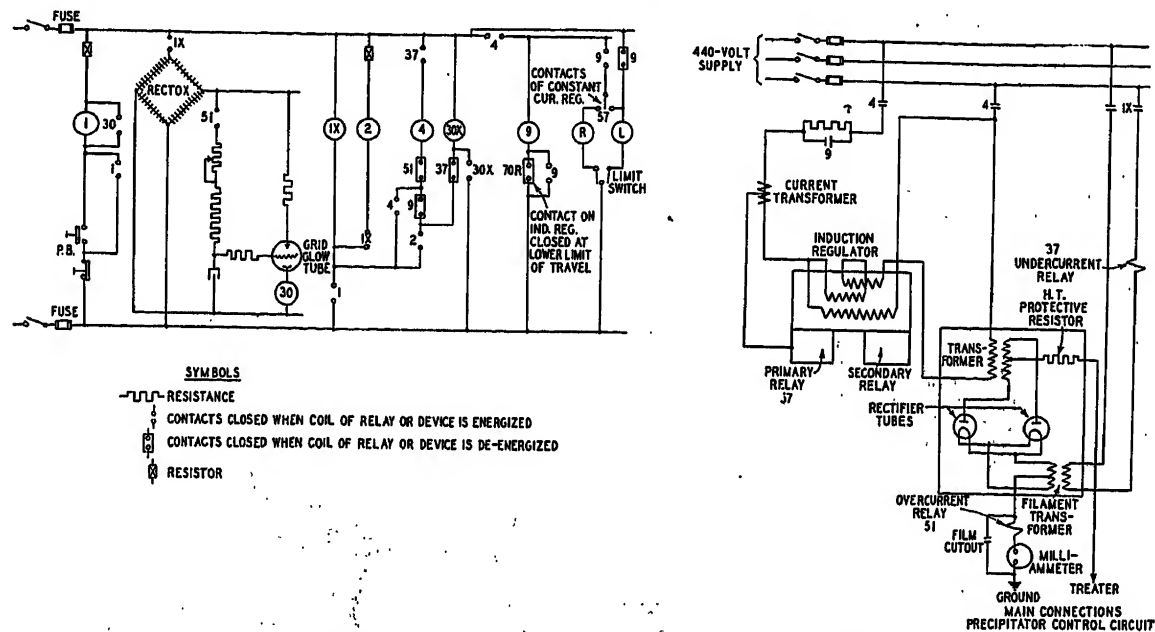 FUSE
1X
RECTOX
51
1
30
1
P.B.
GRID
GLOW
TUBE
30
FUSE
1X
2
37
4
30X
51
37
30X
4
9
1
2
1
4
9
9
CONTACTS
OF CONSTANT
CUR. REG.
57
R
L
9
70R
9
LIMIT
SWITCH
CONTACT ON
IND. REG.
CLOSED AT
LOWER LIMIT
OF TRAVEL
SYMBOLS
RESISTANCE
CONTACTS CLOSED WHEN COIL OF RELAY OR DEVICE IS ENERGIZED
CONTACTS CLOSED WHEN COIL OF RELAY OR DEVICE IS DE-ENERGIZED
RESISTOR
440-VOLT
SUPPLY
4
4
1X
9
CURRENT
TRANSFORMER
INDUCTION
REGULATOR
37
UNDERCURRENT
RELAY
H.T.
PROTECTIVE
RESISTOR
TRANS-
FORMER
PRIMARY
RELAY
SECONDARY
RELAY
RECTIFIER
TUBES
OVERCURRENT
RELAY
51
FILAMENT
TRANS-
FORMER
FILM
CUTOUT
MILLI-
AMMETER
GROUND
TREATER
MAIN CONNECTIONS
PRECIPITATOR CONTROL CIRCUIT